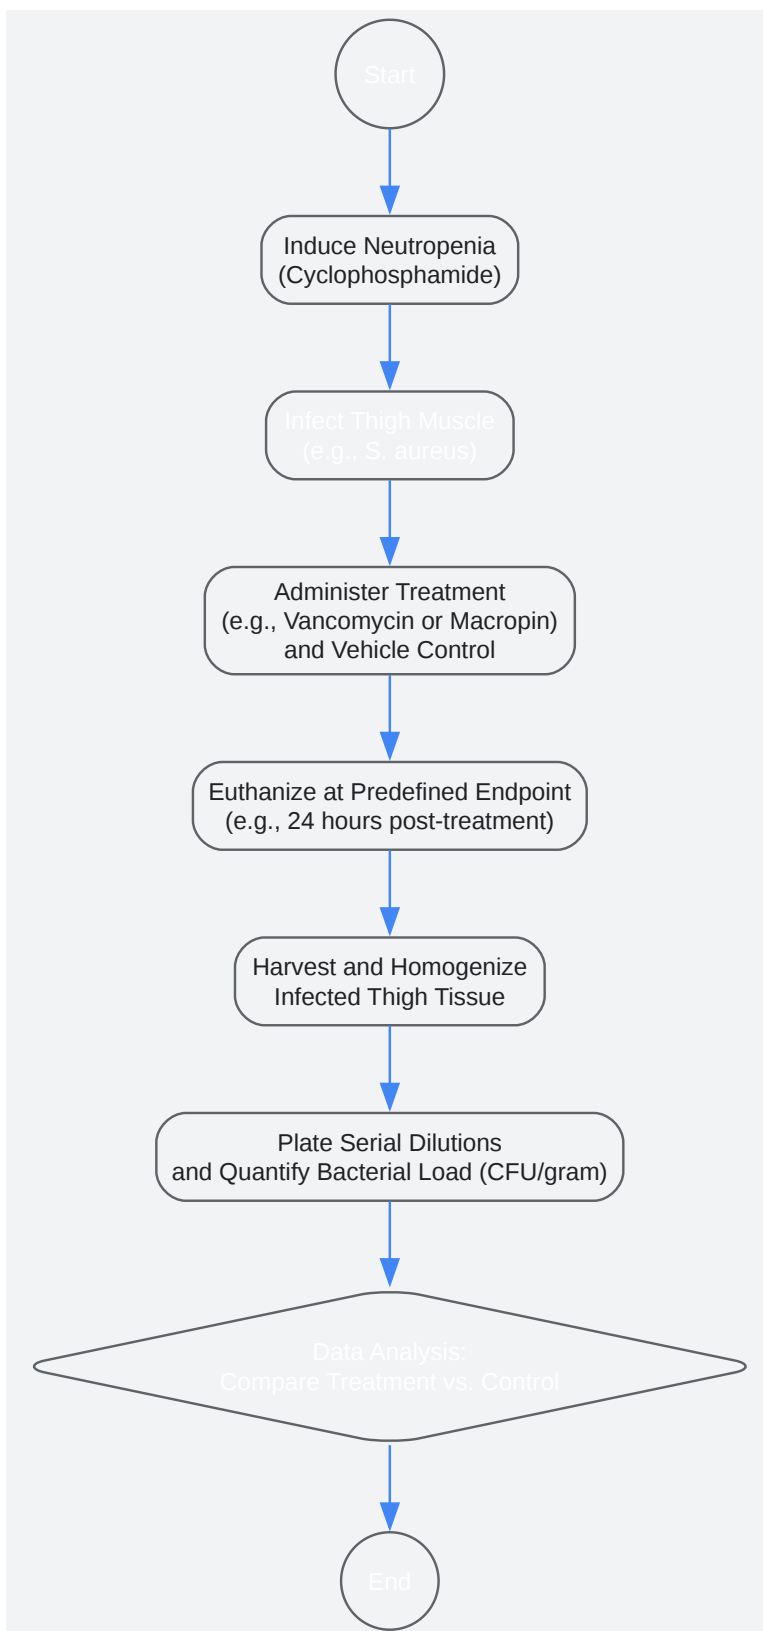 Start
Induce Neutropenia
(Cyclophosphamide)
Infect Thigh Muscle
(e.g., S. aureus)
Administer Treatment
(e.g., Vancomycin or Macropin)
and Vehicle Control
Euthanize at Predefined Endpoint
(e.g., 24 hours post-treatment)
Harvest and Homogenize
Infected Thigh Tissue
Plate Serial Dilutions
and Quantify Bacterial Load (CFU/gram)
Data Analysis:
Compare Treatment vs. Control
End